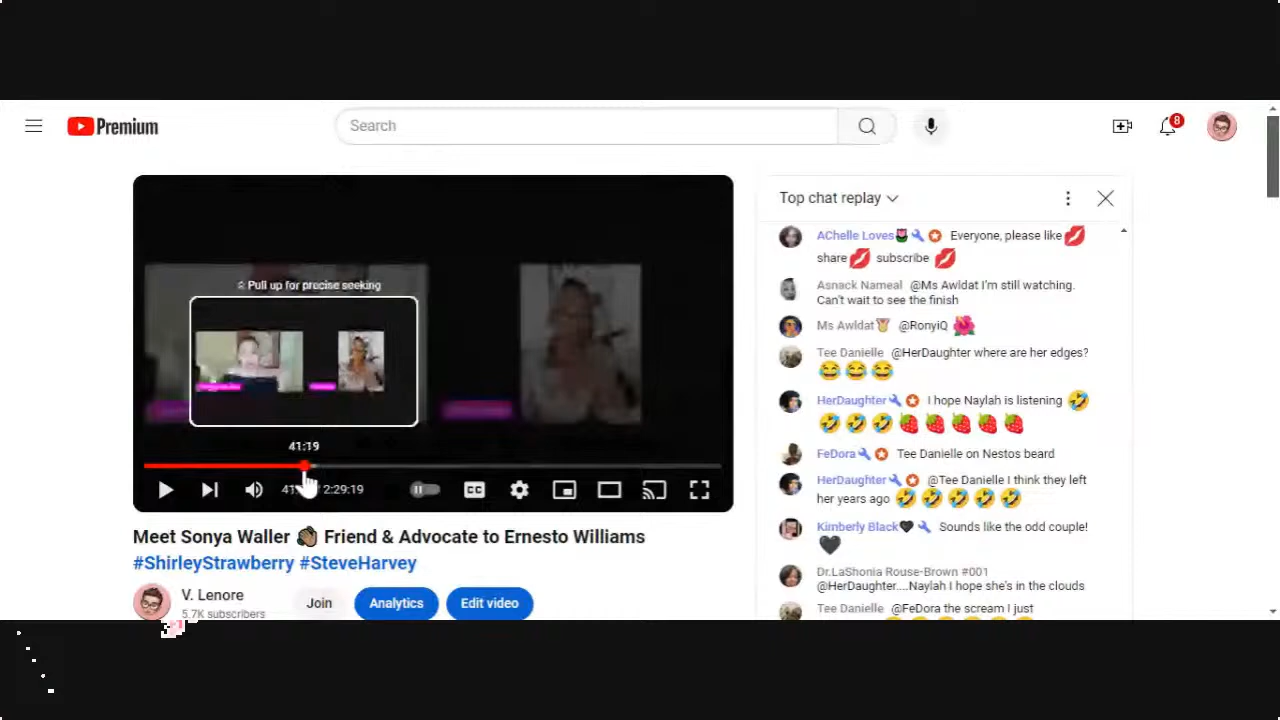 Premium
Search
8
Pull up for precise seeking
41:19
2:29:19
CC
Meet Sonya Waller 👏🏾 Friend & Advocate to Ernesto Williams
#ShirleyStrawberry #SteveHarvey
V. Lenore
5.7K subscribers
Join
Analytics
Edit video
Top chat replay
AChelle Loves🌷 Everyone, please like💋
share💋 subscribe 💋
Asnack Nameal @Ms Awldat I'm still watching.
Can't wait to see the finish
Ms Awldat🏅 @RonyiQ 🌺
Tee Danielle @HerDaughter where are her edges?
😂😂😂
HerDaughter I hope Naylah is listening 🤣
🤣🤣🤣🍓🍓🍓🍓🍓
FeDora Tee Danielle on Nestos beard
HerDaughter @Tee Danielle I think they left
her years ago 🤣🤣🤣🤣🤣
Kimberly Black🖤 Sounds like the odd couple!
🖤
Dr.LaShonia Rouse-Brown #001
@HerDaughter....Naylah I hope she's in the clouds
Tee Danielle @FeDora the scream I just